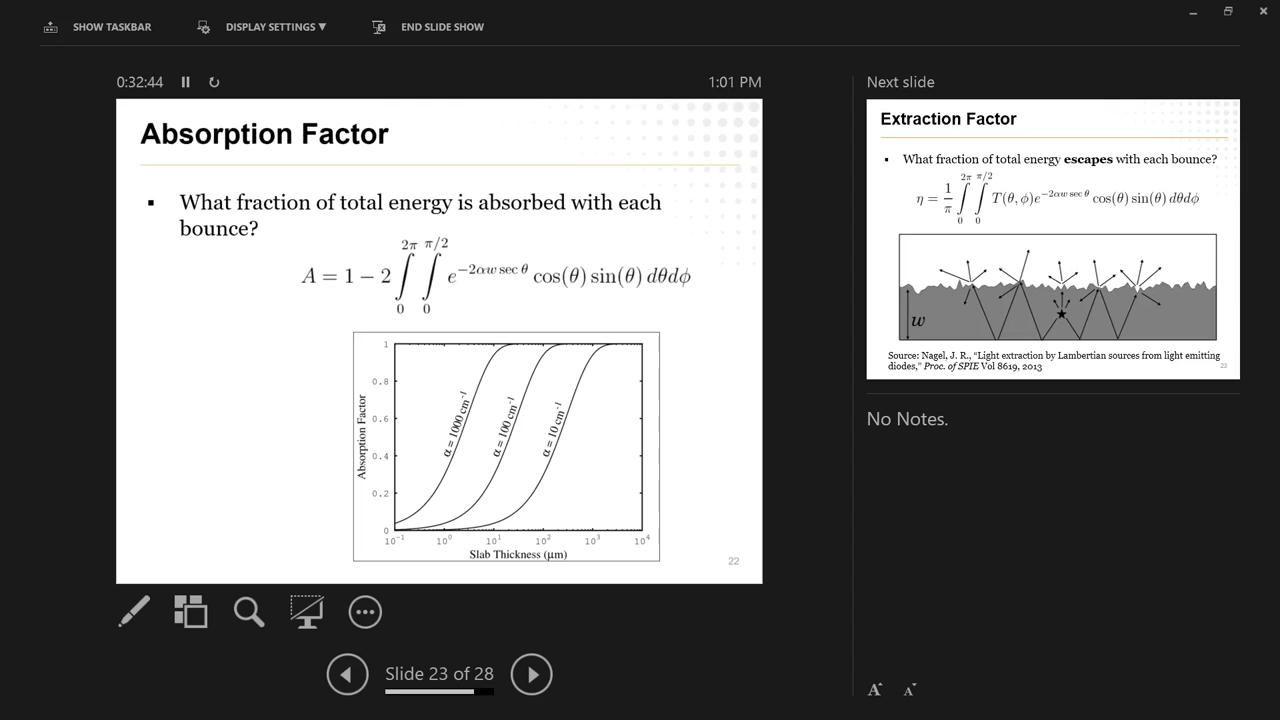 SHOW TASKBAR
DISPLAY SETTINGS ▼
END SLIDE SHOW
0:32:44
1:01 PM
Absorption Factor
▪ What fraction of total energy is absorbed with each
bounce?
A = 1 − 2 ∫₀^{2π} ∫₀^{π/2} e^{−2αw sec θ} cos(θ) sin(θ) dθdϕ
Absorption Factor
1
0.8
0.6
0.4
0.2
0
α = 1000 cm⁻¹
α = 100 cm⁻¹
α = 10 cm⁻¹
10⁻¹ 10⁰ 10¹ 10² 10³ 10⁴
Slab Thickness (μm)
22
Slide 23 of 28
Next slide
Extraction Factor
▪ What fraction of total energy escapes with each bounce?
η = 1/π ∫₀^{2π} ∫₀^{π/2} T(θ, ϕ)e^{−2αw sec θ} cos(θ) sin(θ) dθdϕ
w
Source: Nagel, J. R., “Light extraction by Lambertian sources from light emitting
diodes,” Proc. of SPIE Vol 8619, 2013
23
No Notes.
A A